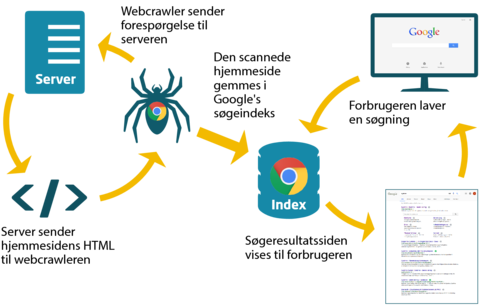 Webcrawler sender
forespørgelse til
serveren
Server
Den scannede
hjemmeside
gemmes i
Google's
søgeindeks
Google
Forbrugeren laver
en søgning
</>
Index
Server sender
hjemmesidens HTML
til webcrawleren
Søgeresultatssiden
vises til forbrugeren